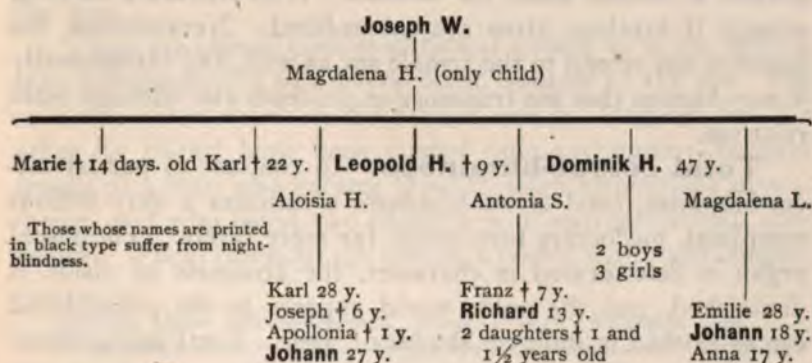 Joseph W.
Magdalena H. (only child)
Marie † 14 days. old Karl † 22 y. Leopold H. † 9 y. Dominik H. 47 y.
Aloisia H. Antonia S. Magdalena L.
Those whose names are printed
in black type suffer from night-
blindness.
2 boys
3 girls
Karl 28 y. Franz † 7 y.
Joseph † 6 y. Richard 13 y. Emilie 28 y.
Apollonia † 1 y. 2 daughters † 1 and Johann 18 y.
Johann 27 y. 1½ years old Anna 17 y.